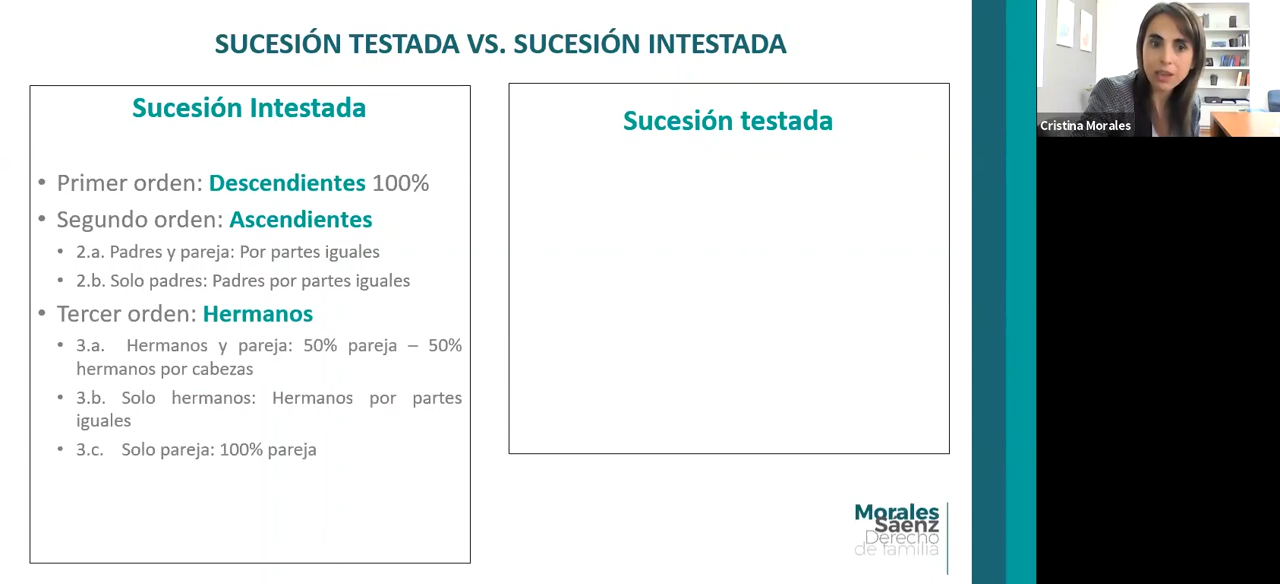 SUCESIÓN TESTADA VS. SUCESIÓN INTESTADA
Sucesión Intestada
• Primer orden: Descendientes 100%
• Segundo orden: Ascendientes
• 2.a. Padres y pareja: Por partes iguales
• 2.b. Solo padres: Padres por partes iguales
• Tercer orden: Hermanos
• 3.a. Hermanos y pareja: 50% pareja – 50%
hermanos por cabezas
• 3.b. Solo hermanos: Hermanos por partes
iguales
• 3.c. Solo pareja: 100% pareja
Sucesión testada
Morales
Sáenz
Derecho
de familia
Cristina Morales